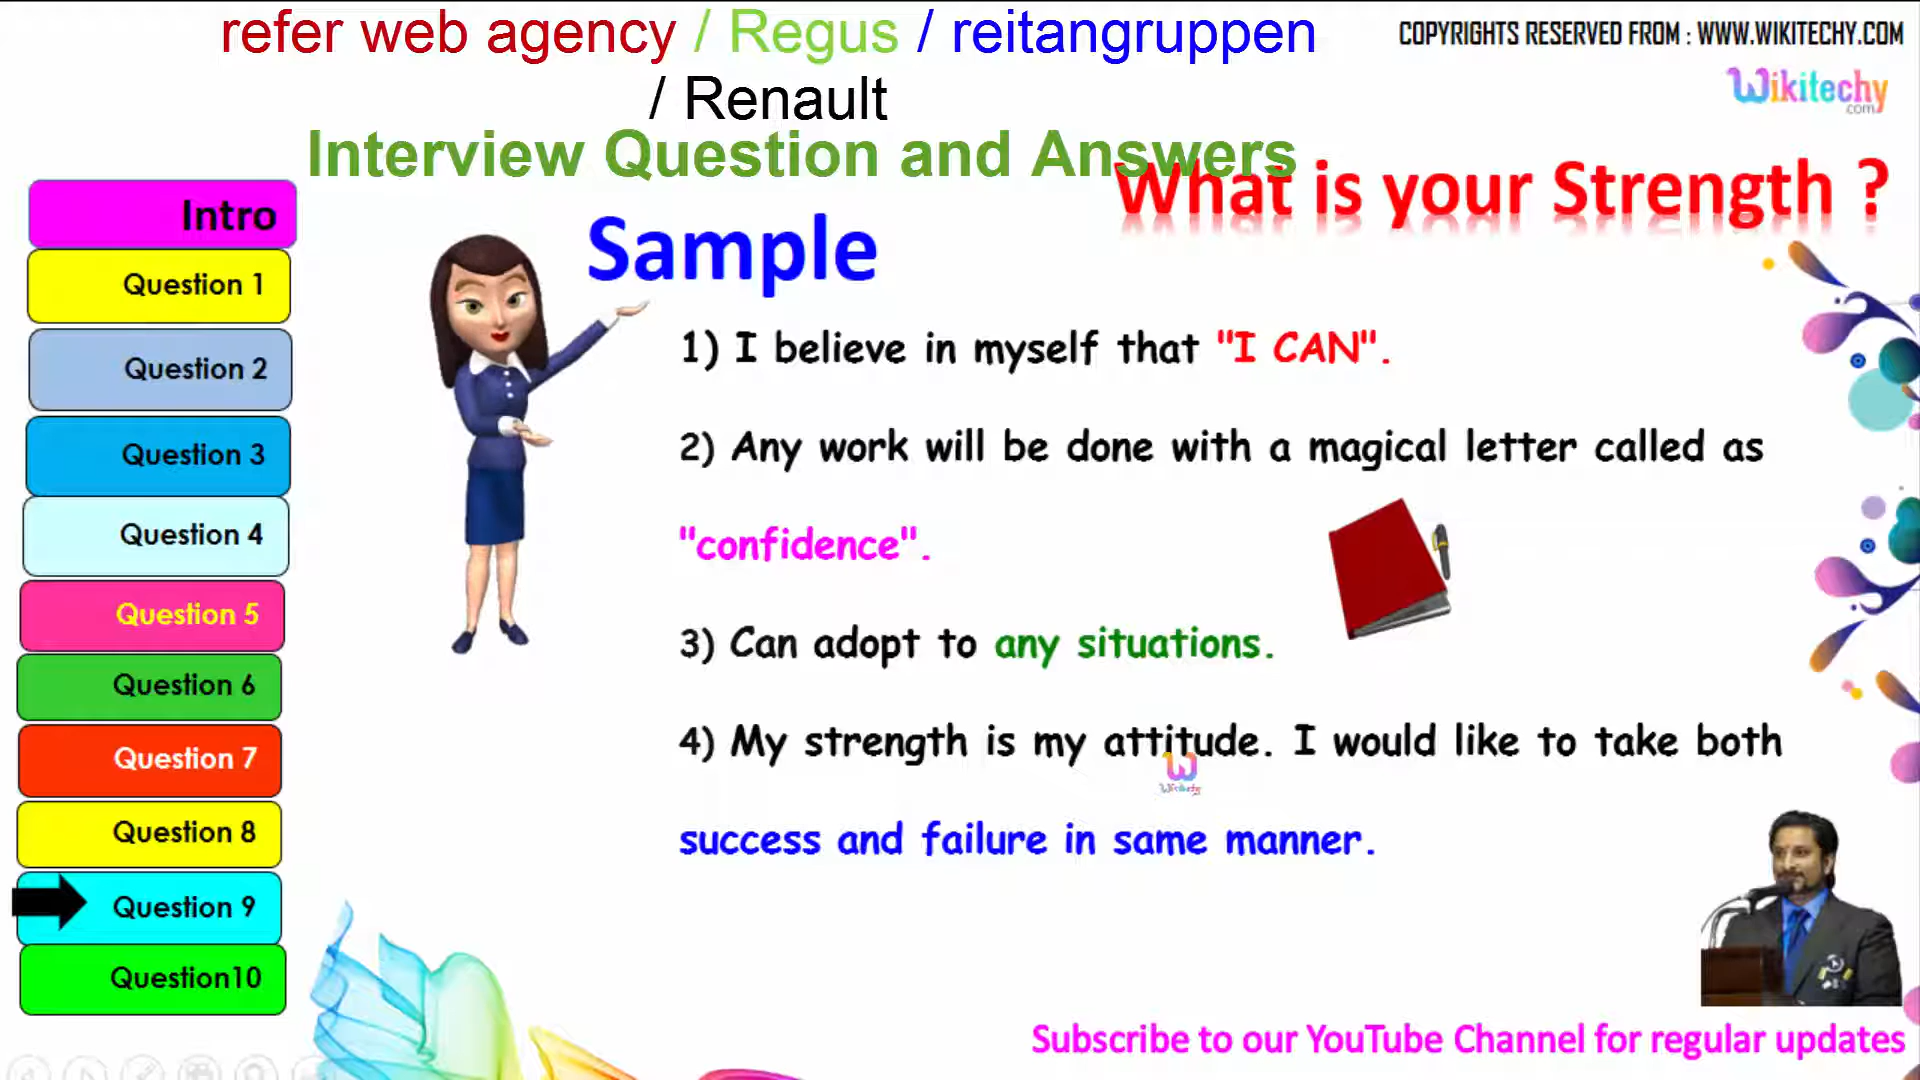 refer web agency / Regus / reitangruppen
/ Renault
Interview Question and Answers
COPYRIGHTS RESERVED FROM : WWW.WIKITECHY.COM
Wikitechy
.com
What is your Strength ?
Intro
Question 1
Question 2
Question 3
Question 4
Question 5
Question 6
Question 7
Question 8
Question 9
Question10
Sample
1) I believe in myself that "I CAN".
2) Any work will be done with a magical letter called as
"confidence".
3) Can adopt to any situations.
4) My strength is my attitude. I would like to take both
success and failure in same manner.
W
Wikitechy
Subscribe to our YouTube Channel for regular updates